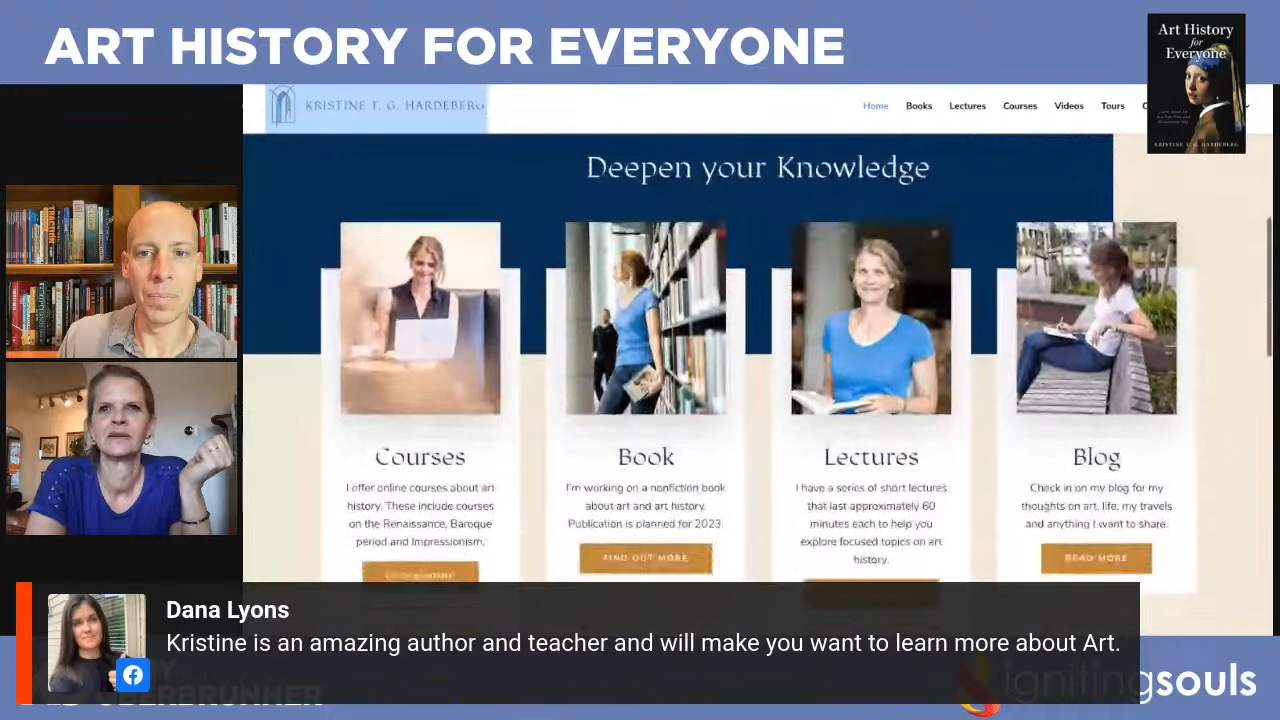 ART HISTORY FOR EVERYONE
Art History
for
Everyone
KRISTINE T. G. HARDEBERG
KRISTINE T. G. HARDEBERG
Home Books Lectures Courses Videos Tours
TRACTION
Deepen your Knowledge
Courses
I offer online courses about art
history. These include courses
on the Renaissance, Baroque
period and Impressionism.
Book
I'm working on a nonfiction book
about art and art history.
Publication is planned for 2023.
FIND OUT MORE
Lectures
I have a series of short lectures
that last approximately 60
minutes each to help you
explore focused topics on art
history.
Blog
Check in on my blog for my
thoughts on art, life, my travels
and anything I want to share.
READ MORE
Dana Lyons
Kristine is an amazing author and teacher and will make you want to learn more about Art.
OBERBRUNNER
ignitingsouls